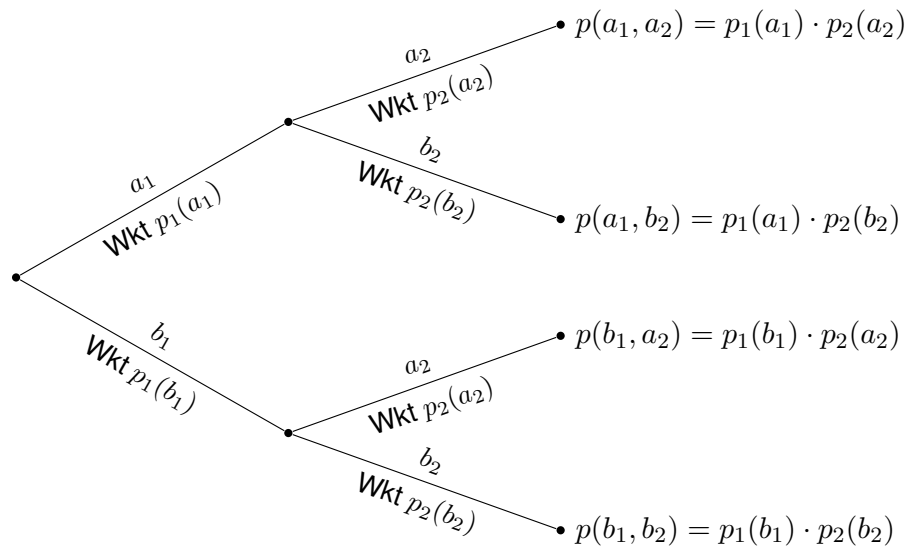 a₂
Wkt p₂(a₂)
p(a₁, a₂) = p₁(a₁) · p₂(a₂)
a₁
Wkt p₁(a₁)
b₂
Wkt p₂(b₂)
p(a₁, b₂) = p₁(a₁) · p₂(b₂)
b₁
Wkt p₁(b₁)
a₂
Wkt p₂(a₂)
p(b₁, a₂) = p₁(b₁) · p₂(a₂)
b₂
Wkt p₂(b₂)
p(b₁, b₂) = p₁(b₁) · p₂(b₂)